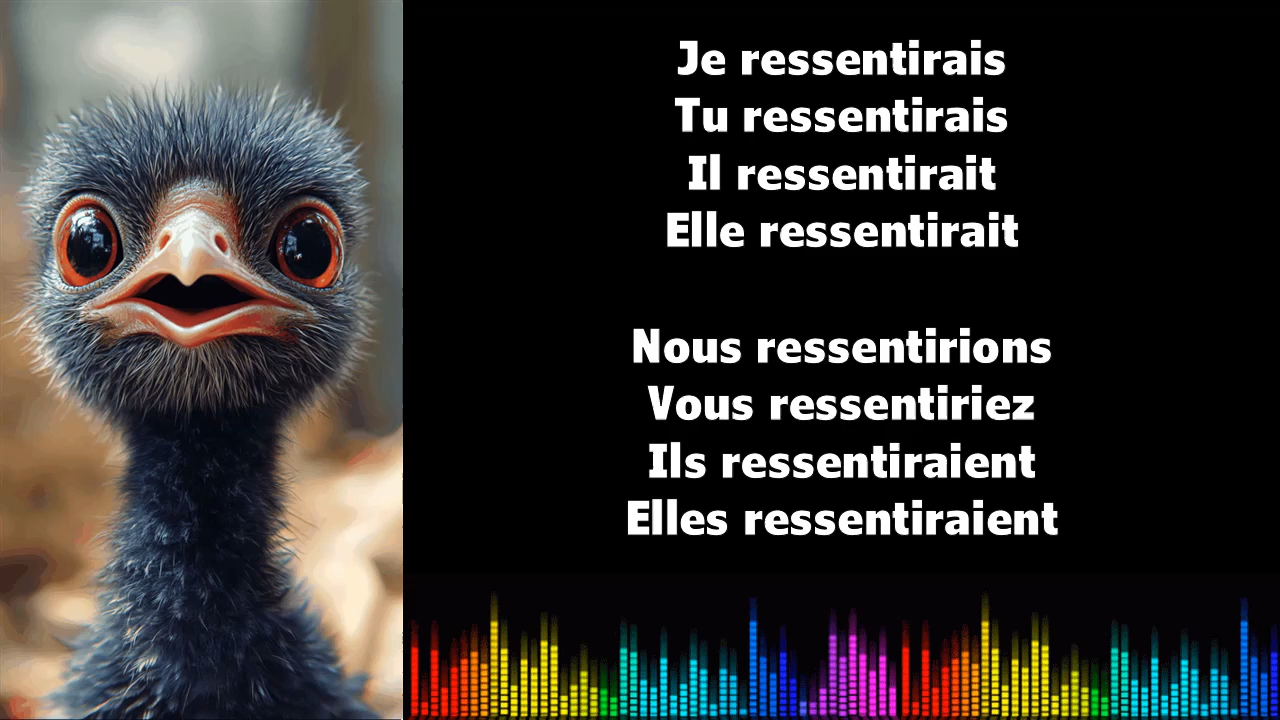 Je ressentirais
Tu ressentirais
Il ressentirait
Elle ressentirait
Nous ressentirions
Vous ressentiriez
Ils ressentiraient
Elles ressentiraient